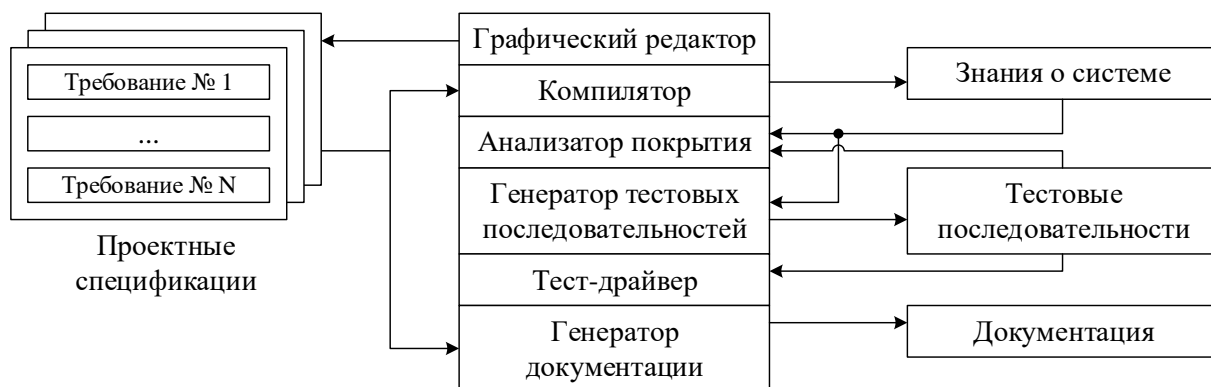 Требование № 1
...
Требование № N
Проектные
спецификации
Графический редактор
Компилятор
Анализатор покрытия
Генератор тестовых
последовательностей
Тест-драйвер
Генератор
документации
Знания о системе
Тестовые
последовательности
Документация